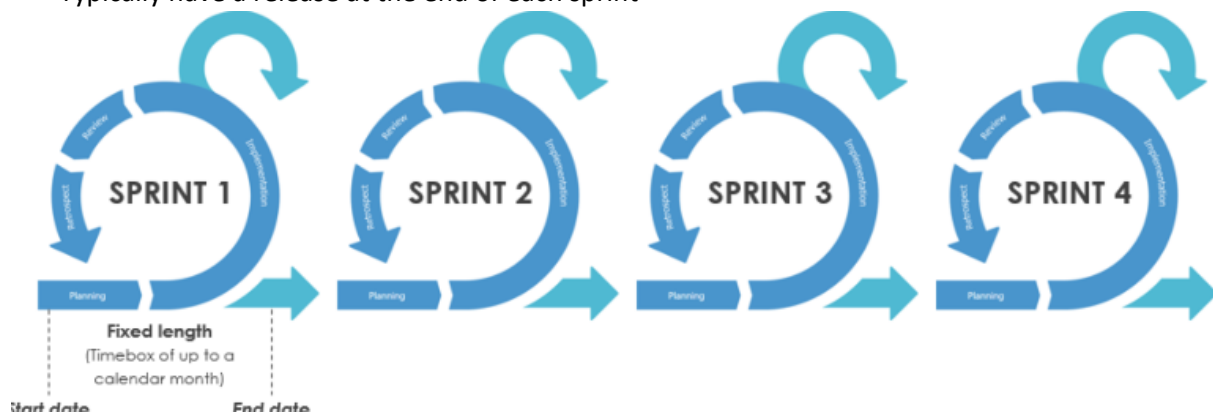 Typically have a release at the end of each sprint
Review
Implementation
SPRINT 1
Retrospect
Planning
Review
Implementation
SPRINT 2
Retrospect
Planning
Review
Implementation
SPRINT 3
Retrospect
Planning
Review
Implementation
SPRINT 4
Retrospect
Planning
Fixed length
(Timebox of up to a
calendar month)
Start date End date